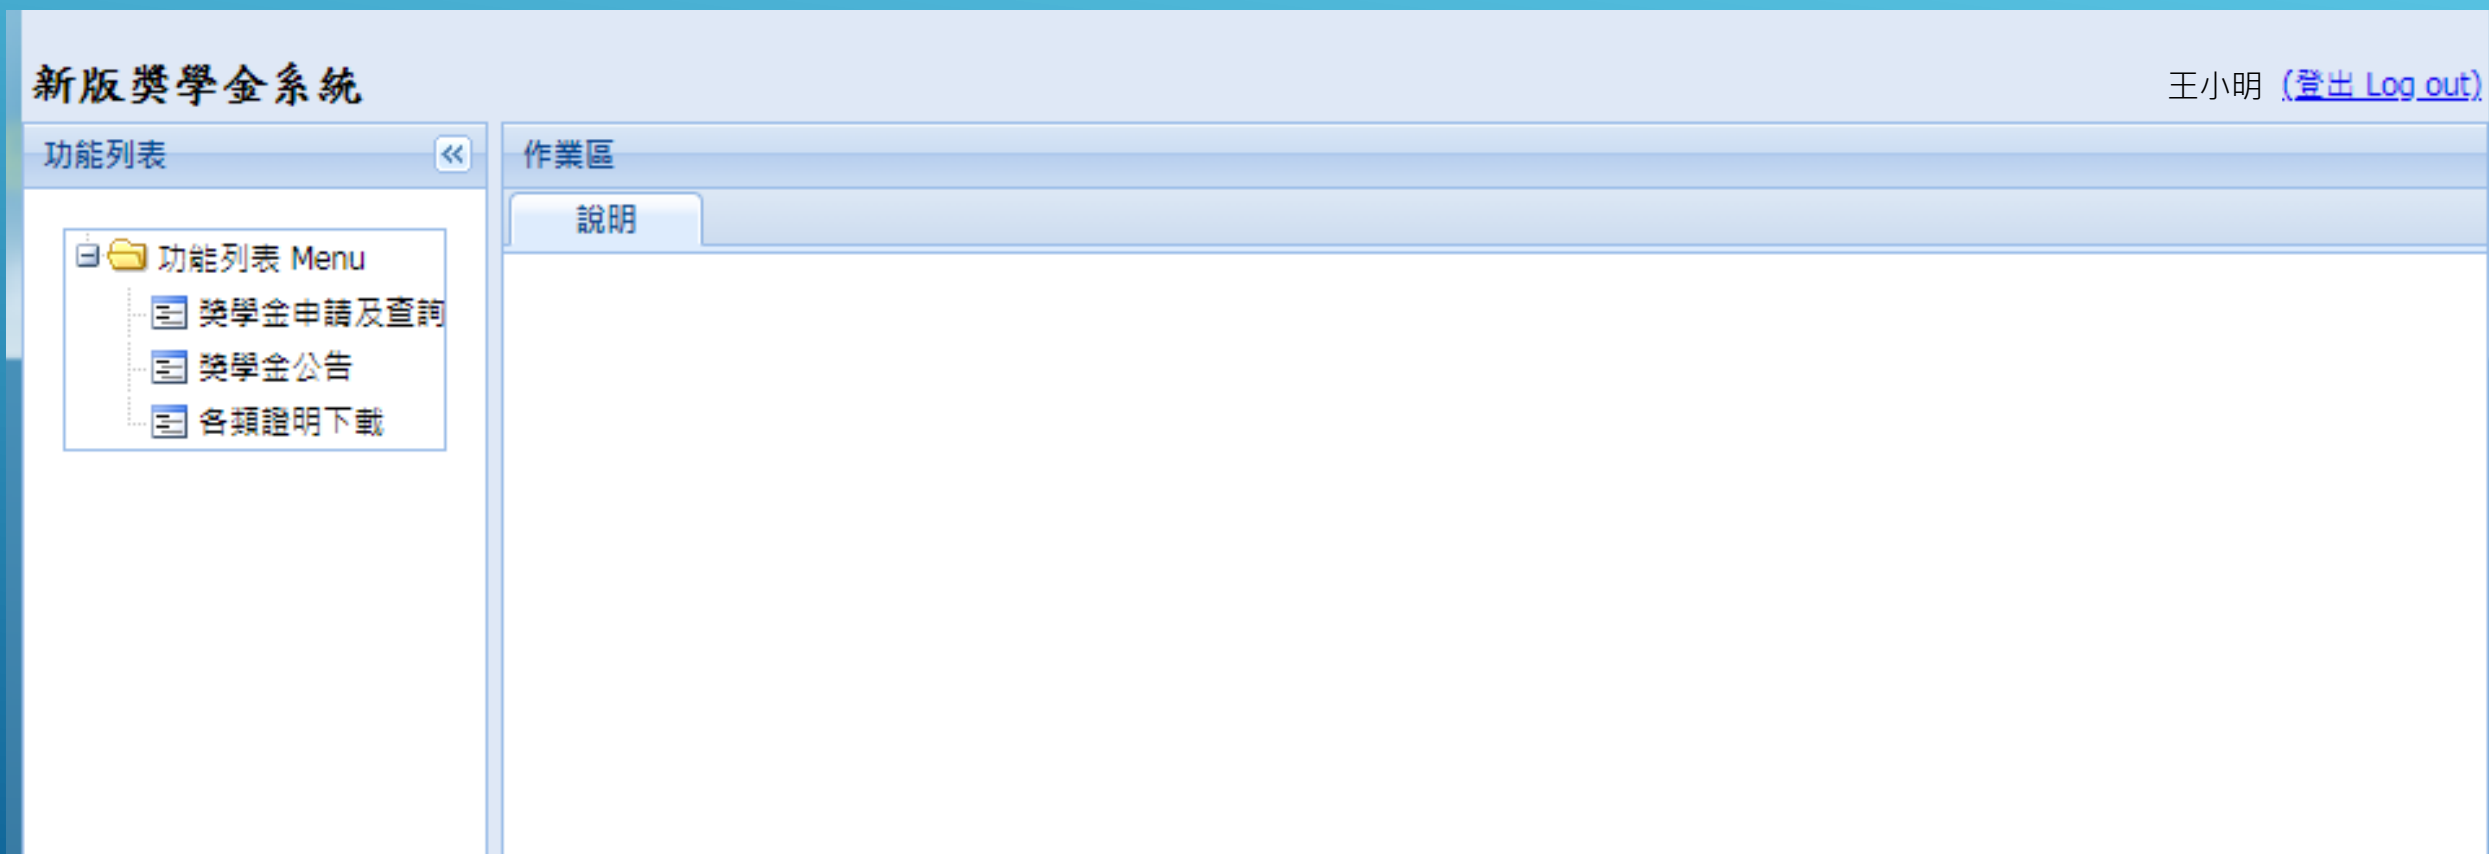 新版獎學金系統
王小明 (登出 Log out)
功能列表
作業區
說明
功能列表 Menu
獎學金申請及查詢
獎學金公告
各類證明下載